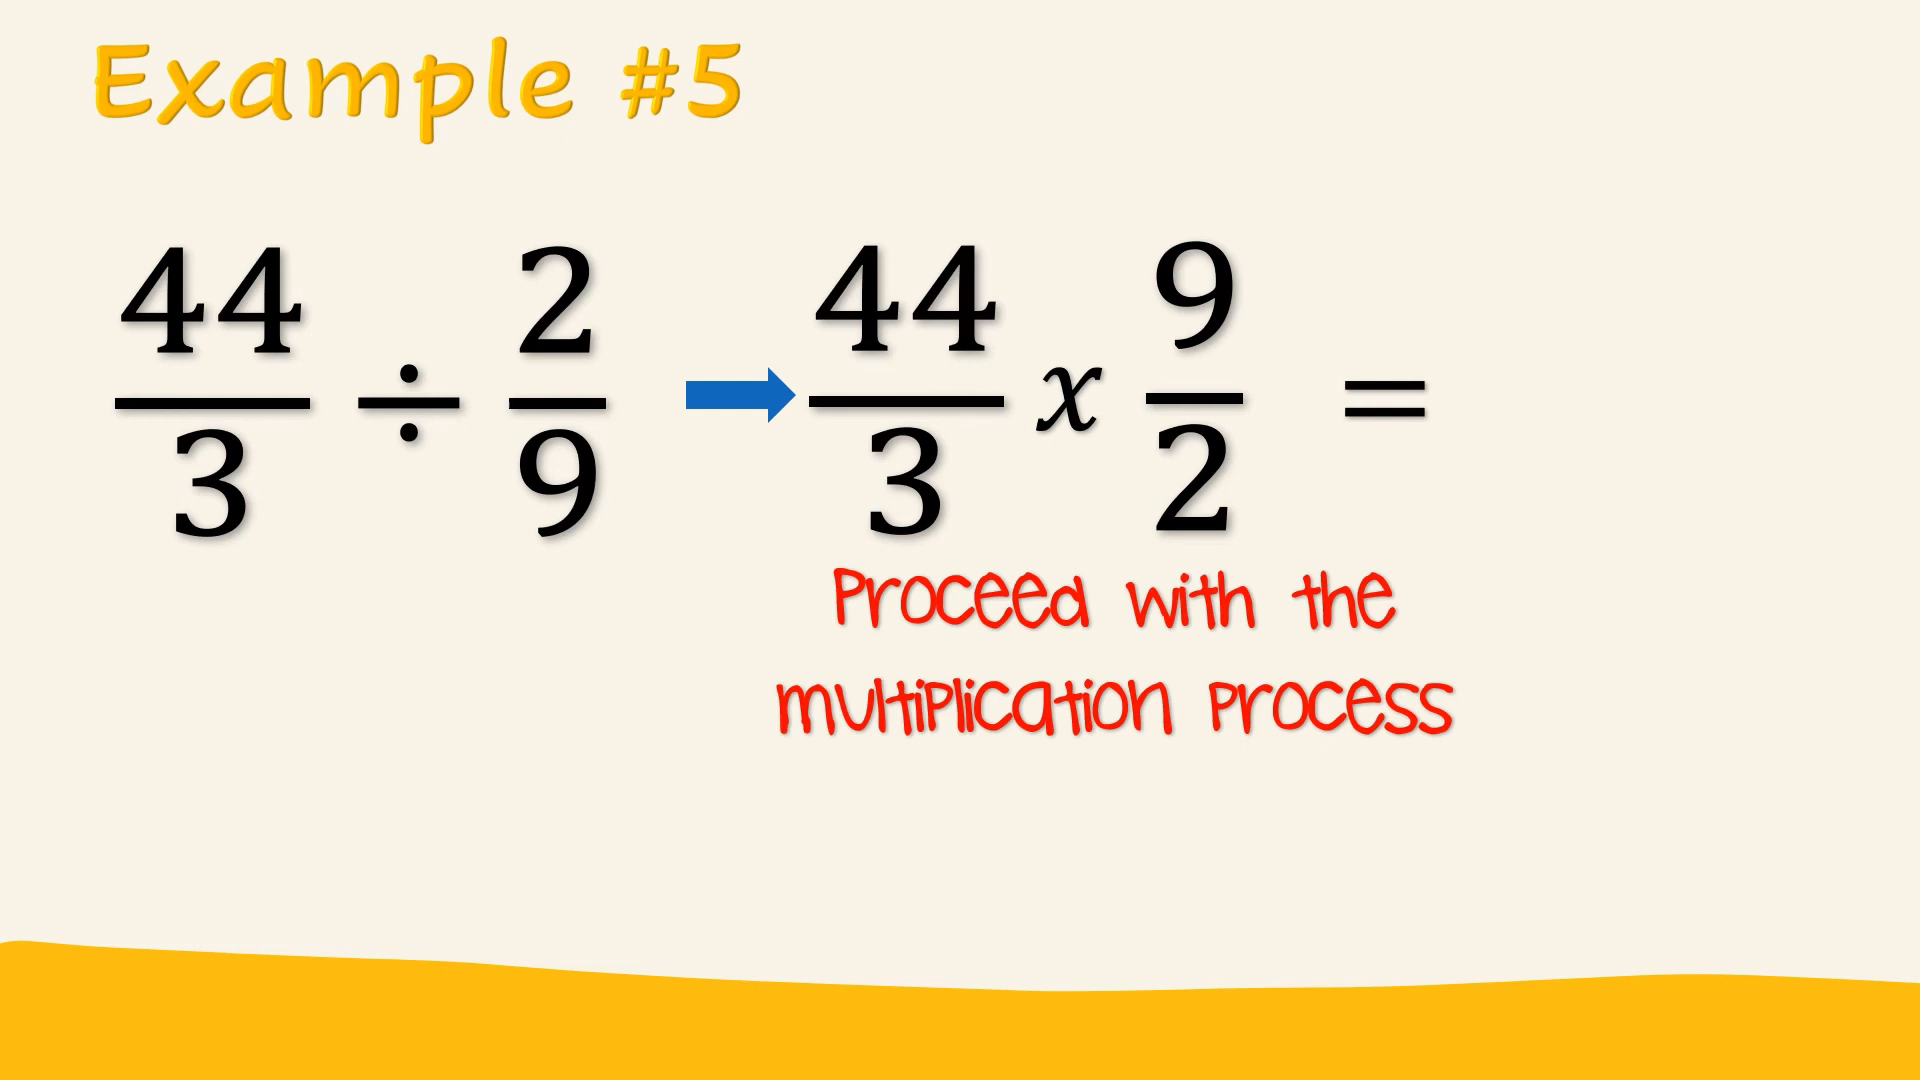 Example #5
44/3 ÷ 2/9 → 44/3 x 9/2 =
Proceed with the
multiplication process